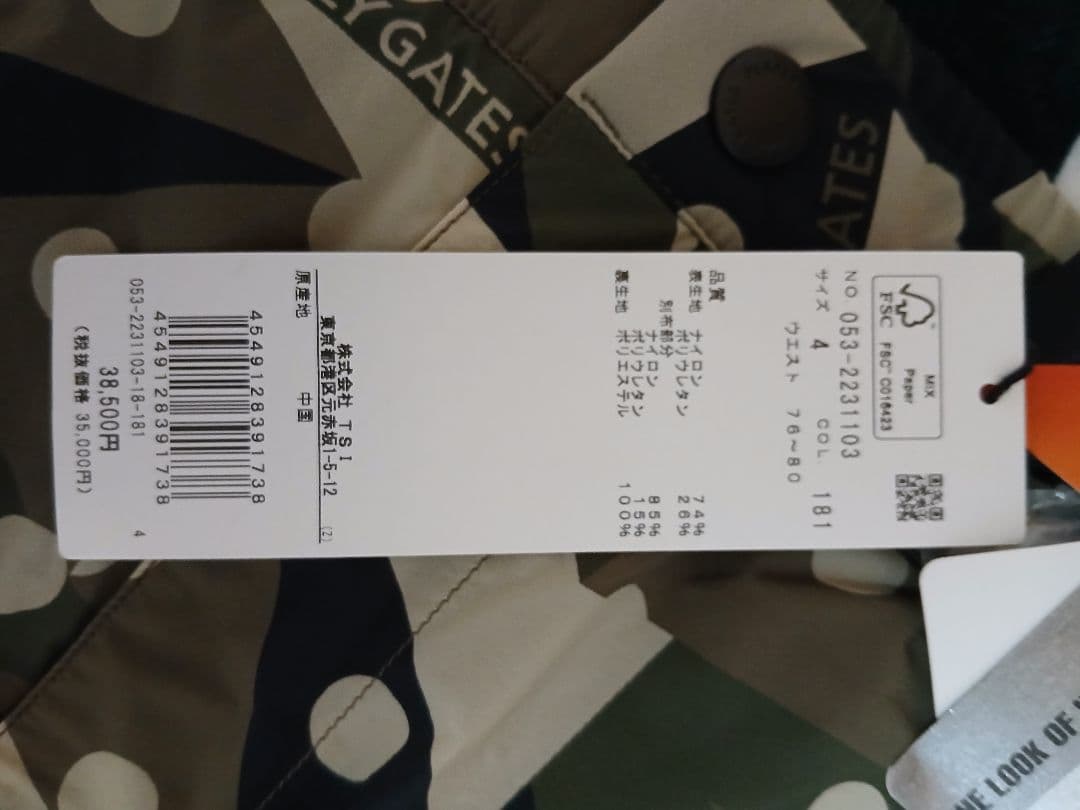 YGATES
ATES
MIX
Paper
FSC
FSC™ C016423
NO. 053-2231103
サイズ 4 COL. 181
ウエスト 76~80
品質
表生地 ナイロン 74%
ポリウレタン 26%
別布部分
ナイロン 85%
ポリウレタン 15%
裏生地 ポリエステル 100%
株式会社 TSI
東京都港区元赤坂1-5-12 (2)
原産地 中国
4549128391738
4549128391738
053-2231103-18-181 4
38,500円
(税抜価格 35,000円)
LOOK OF